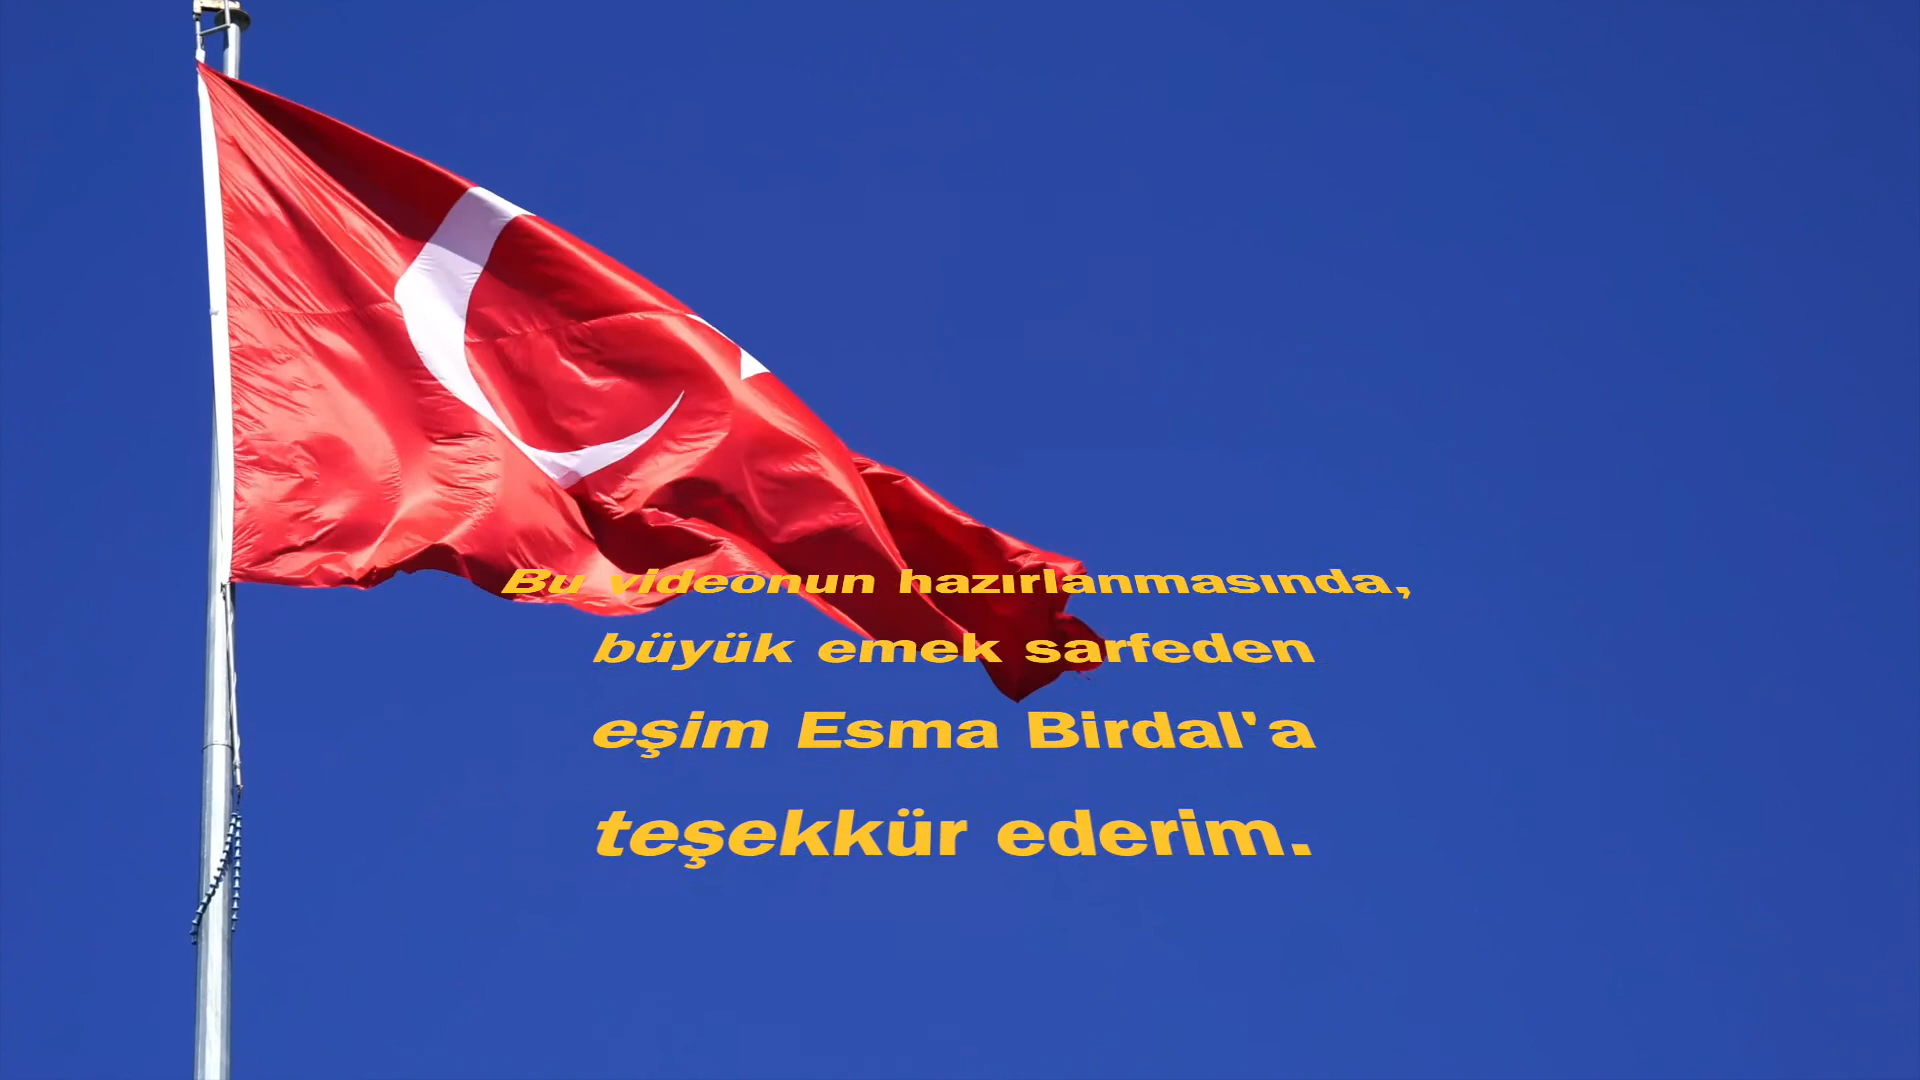 Bu videonun hazırlanmasında,
büyük emek sarfeden
eşim Esma Birdal'a
teşekkür ederim.